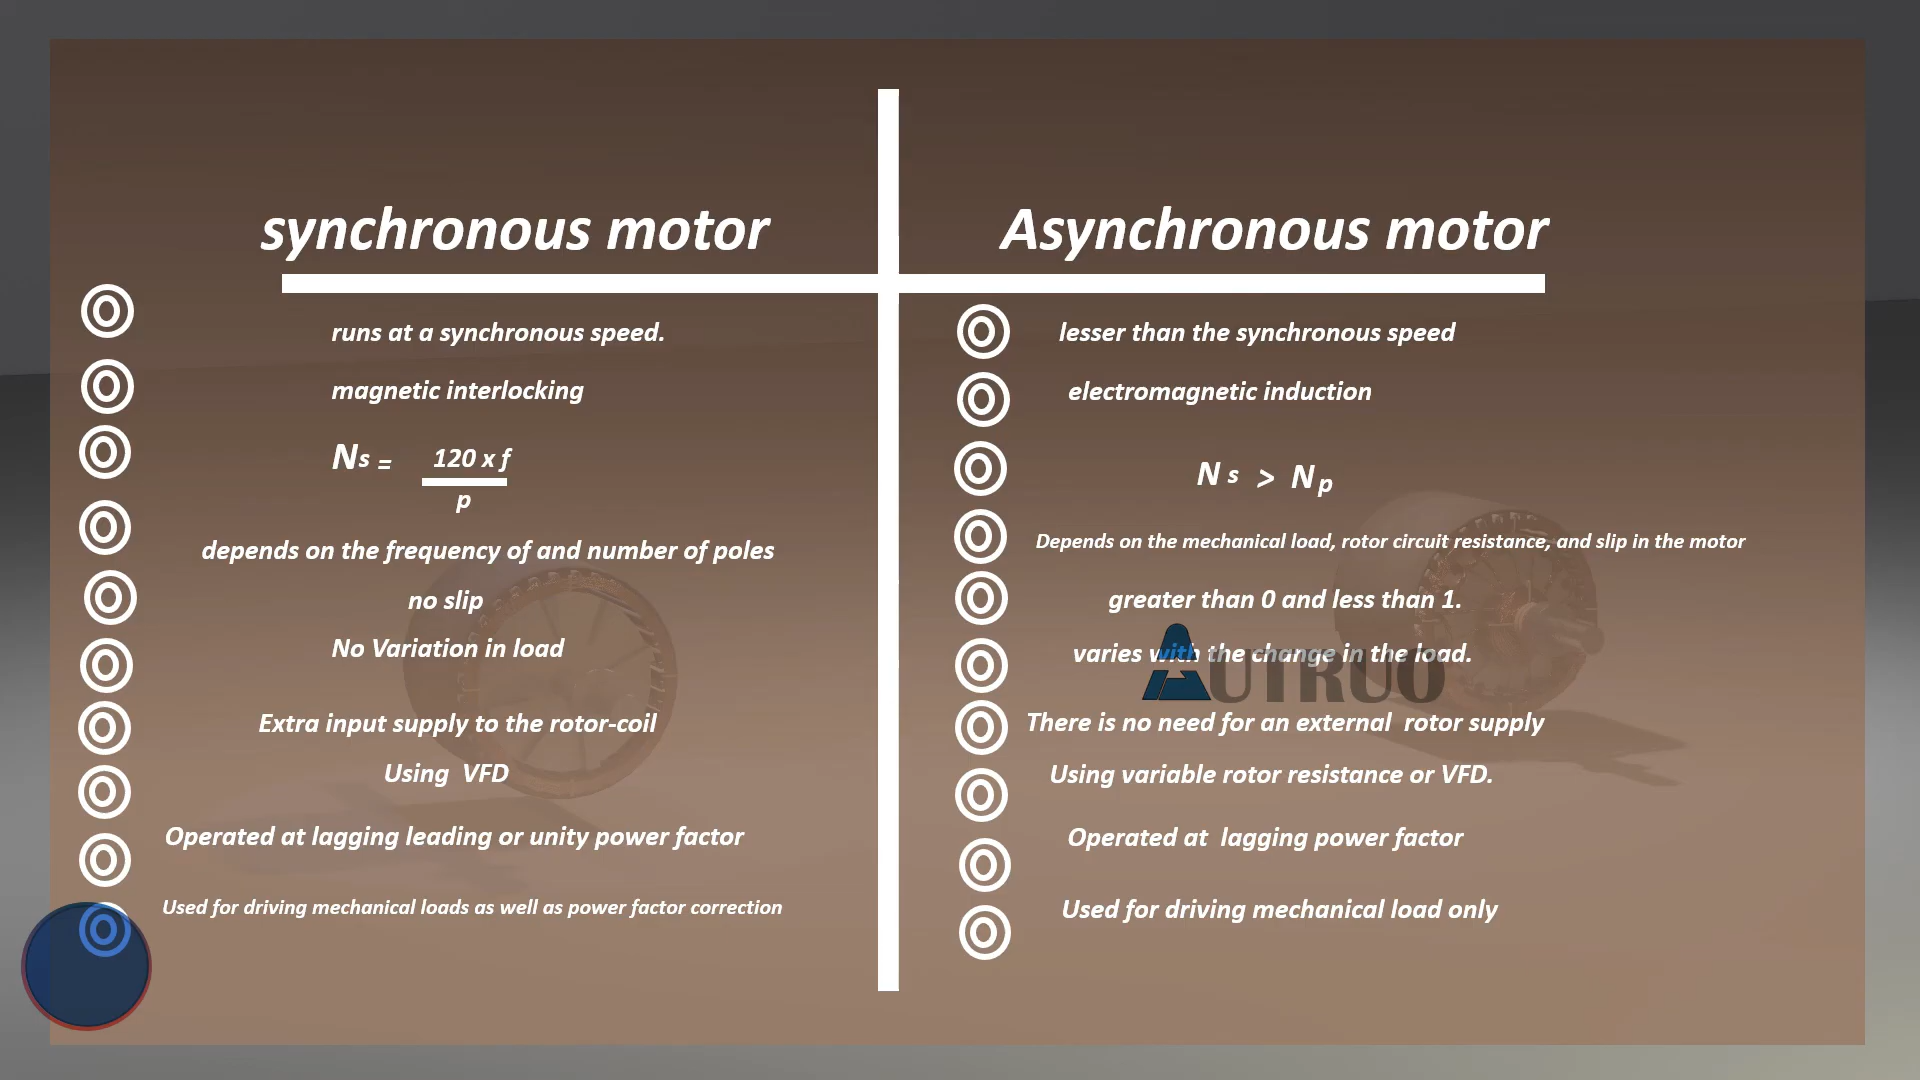 synchronous motor
Asynchronous motor
runs at a synchronous speed.
lesser than the synchronous speed
magnetic interlocking
electromagnetic induction
Ns = 120 x f
p
N s > N p
depends on the frequency of and number of poles
Depends on the mechanical load, rotor circuit resistance, and slip in the motor
no slip
greater than 0 and less than 1.
No Variation in load
varies with the change in the load.
AUTRUO
Extra input supply to the rotor-coil
There is no need for an external rotor supply
Using VFD
Using variable rotor resistance or VFD.
Operated at lagging leading or unity power factor
Operated at lagging power factor
Used for driving mechanical loads as well as power factor correction
Used for driving mechanical load only